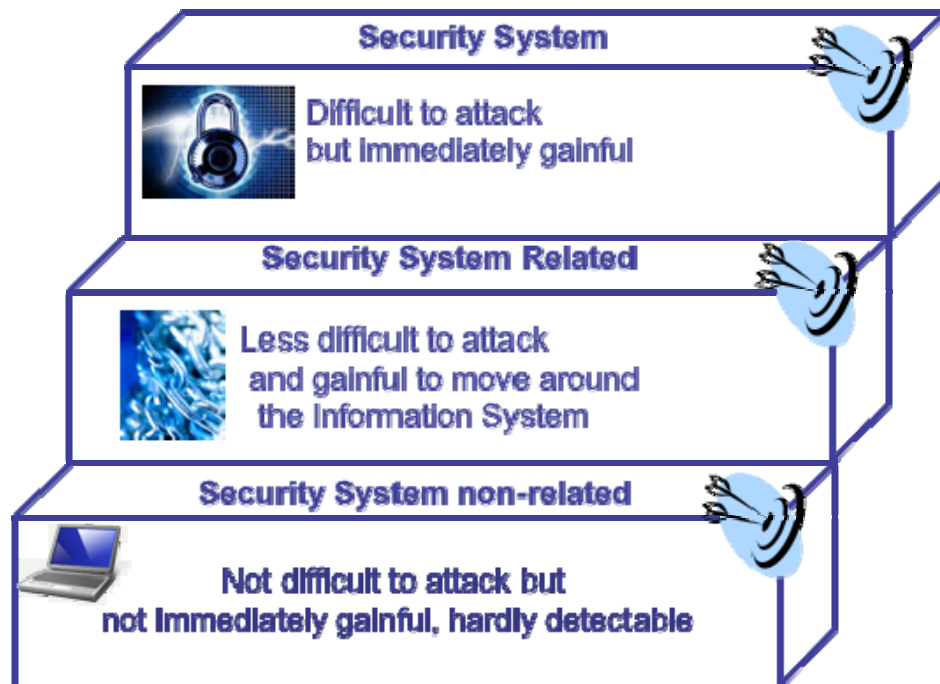 Security System
Difficult to attack
but immediately gainful
Security System Related
Less difficult to attack
and gainful to move around
the Information System
Security System non-related
Not difficult to attack but
not immediately gainful, hardly detectable